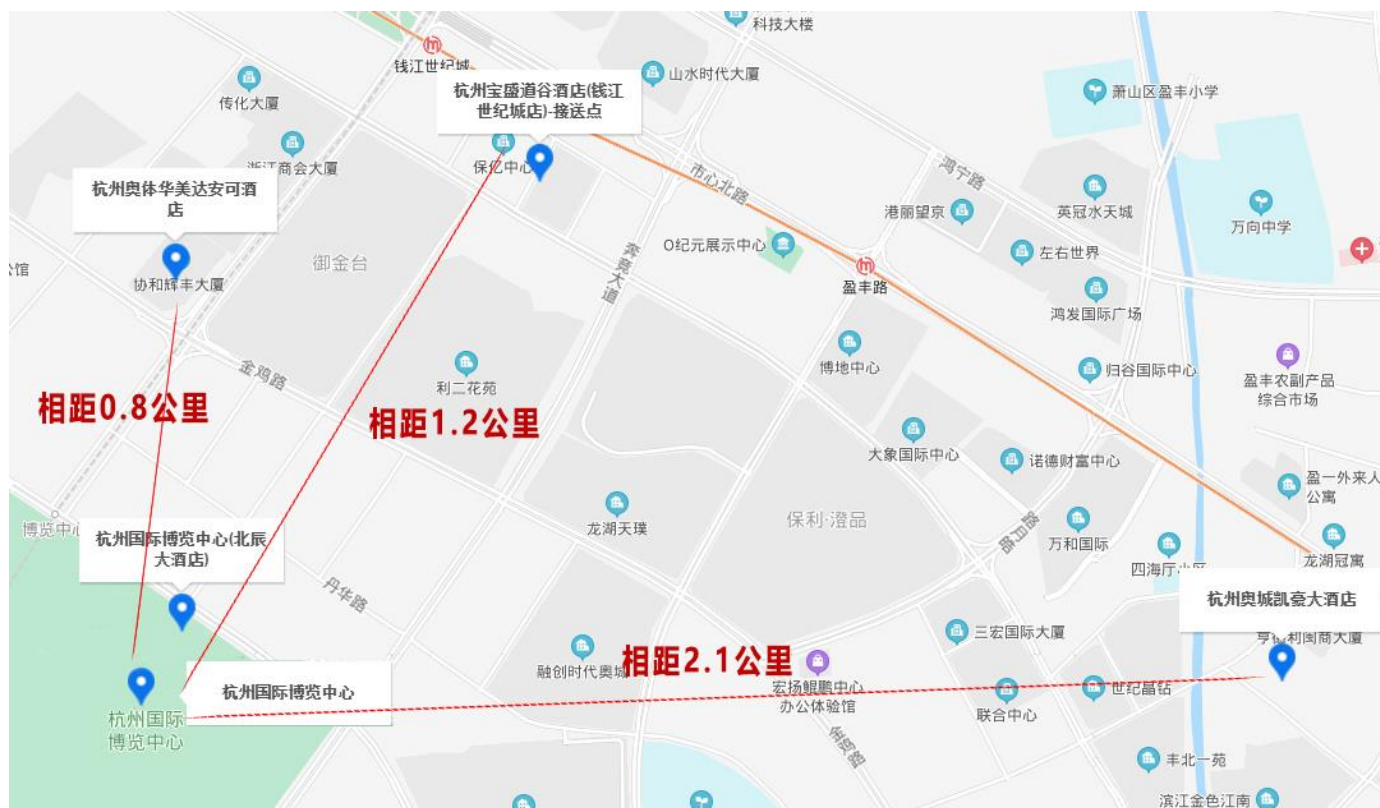 科技大楼
钱江世纪城
山水时代大厦
传化大厦
杭州宝盛道谷酒店(钱江
世纪城店)-接送点
萧山区盈丰小学
浙江商会大厦
保亿中心
市心北路
鸿宁路
杭州奥体华美达安可酒
店
港丽望京
英冠水天城
万向中学
O纪元展示中心
左右世界
公馆
协和辉丰大厦
御金台
奔竞大道
盈丰路
鸿发国际广场
金鸡路
利二花苑
博地中心
归谷国际中心
盈丰农副产品
综合市场
相距0.8公里
相距1.2公里
大象国际中心
诺德财富中心
盈一外来人
公寓
博览中心
龙湖天璞
保利·澄品
万和国际
杭州国际博览中心(北辰
大酒店)
四海厅小区
龙湖冠寓
丹华路
杭州奥城凯豪大酒店
三宏国际大厦
亨德利闽商大厦
融创时代奥城
相距2.1公里
宏扬鲲鹏中心
办公体验馆
杭州国际博览中心
世纪晶钻
联合中心
杭州国际
博览中心
丰北一苑
滨江金色江南